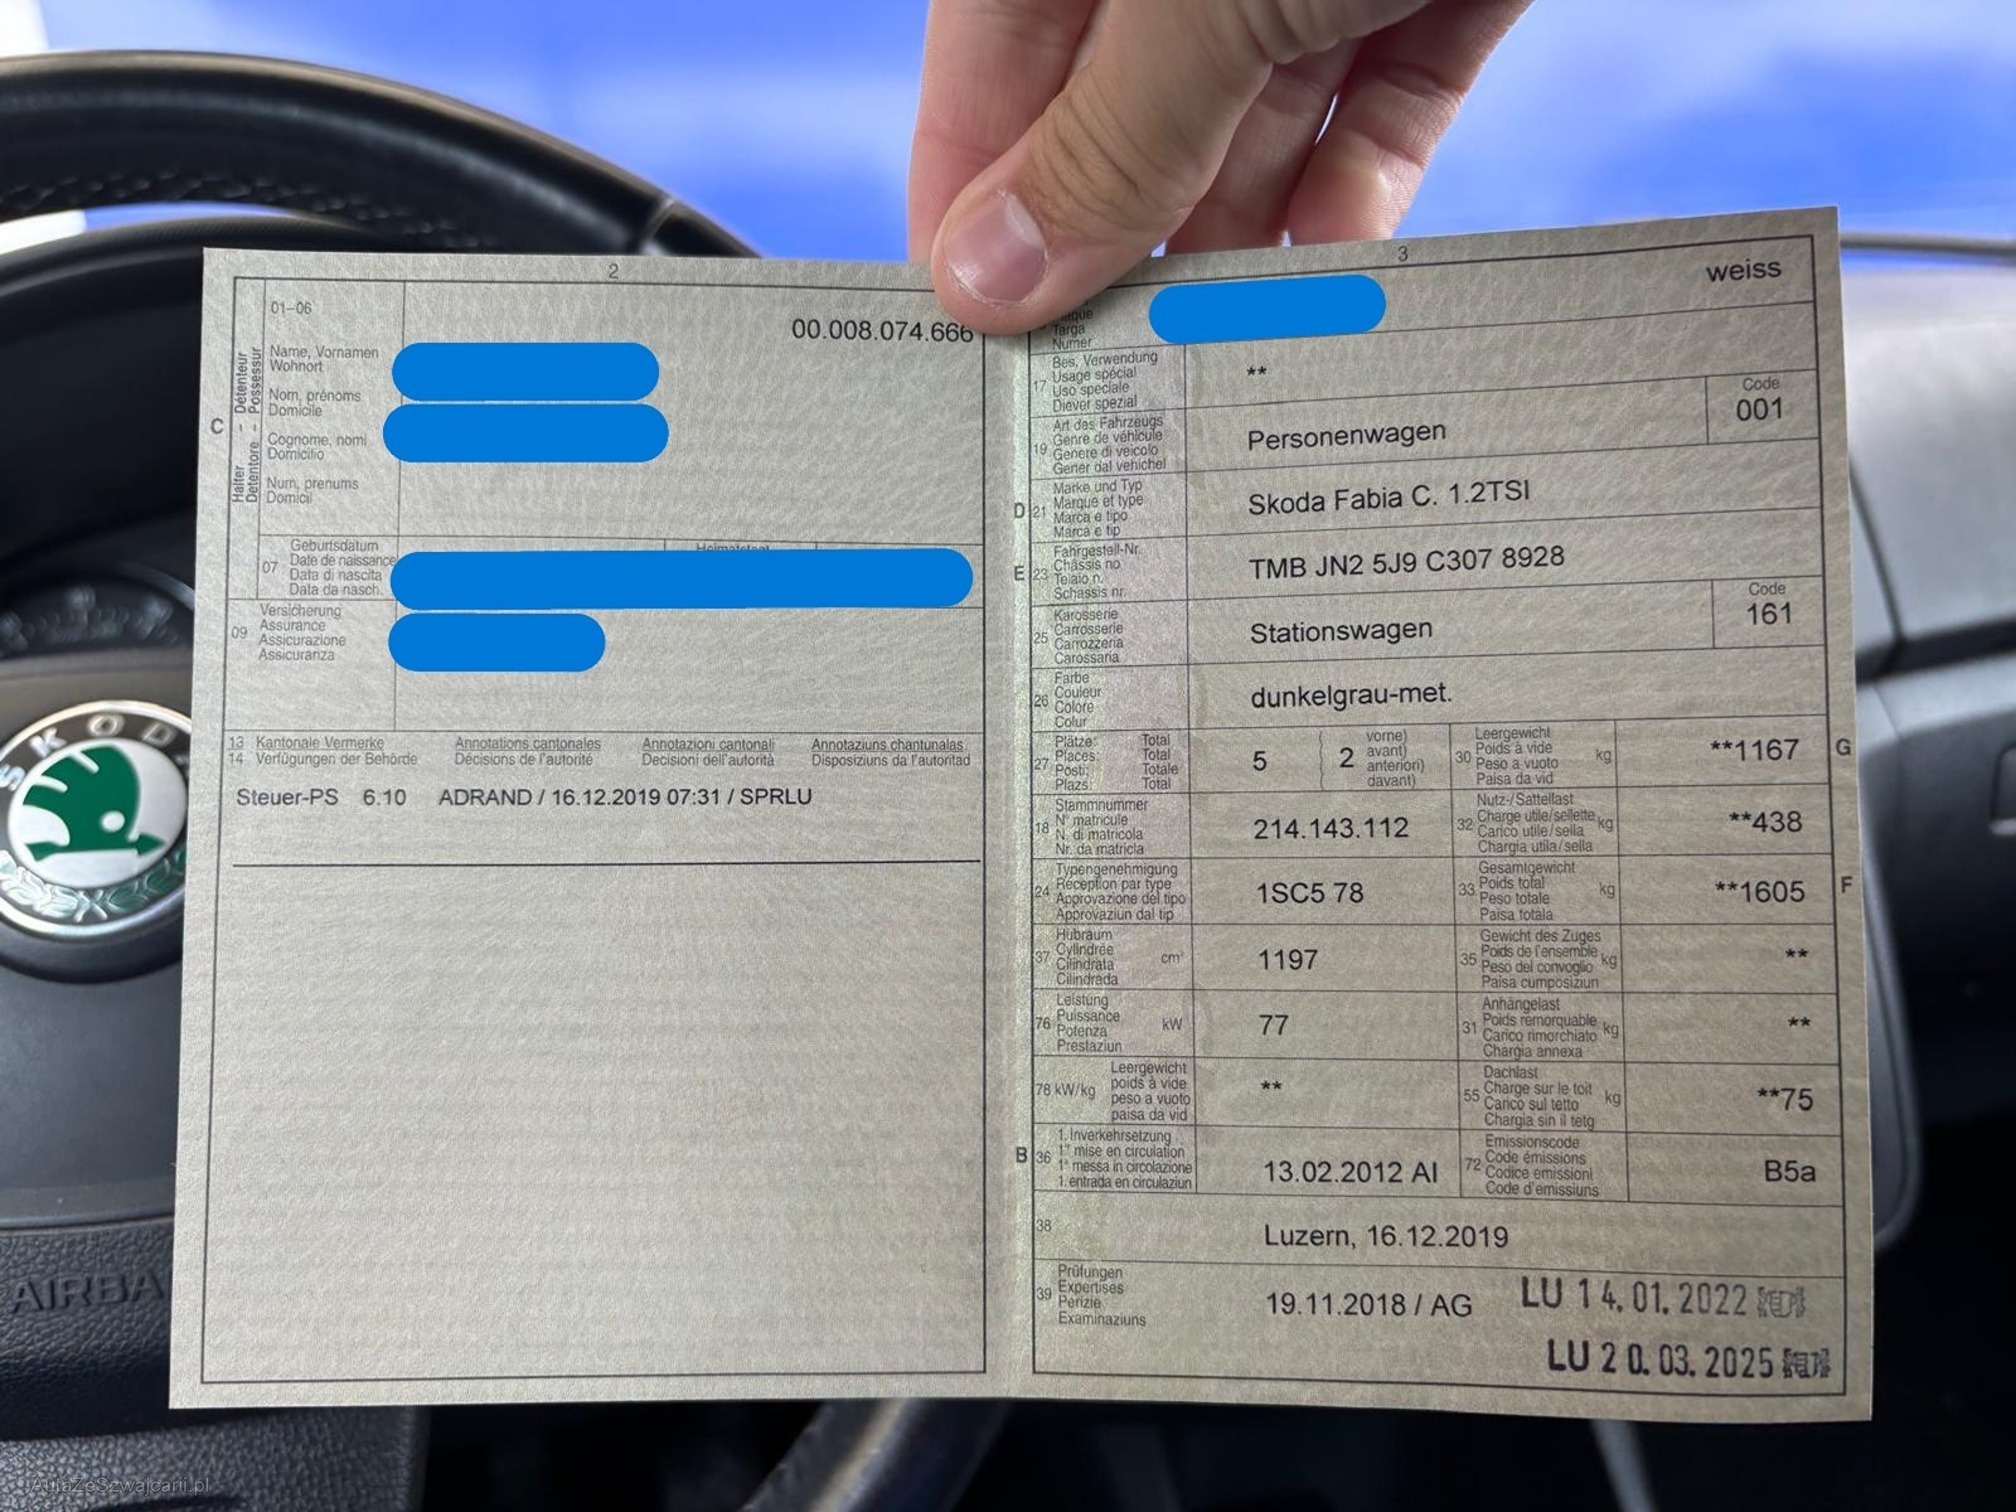 2
01–06
00.008.074.666
C
Halter - Détenteur
Detentore - Possessur
Name, Vornamen
Wohnort
Nom, prénoms
Domicile
Cognome, nomi
Domicilio
Num, prenums
Domicil
07
Geburtsdatum
Date de naissance
Data di nascita
Data da nasch.
Heimatstaat
09
Versicherung
Assurance
Assicurazione
Assicuranza
13 Kantonale Vermerke Annotations cantonales Annotazioni cantonali Annotaziuns chantunalas
14 Verfügungen der Behörde Décisions de l'autorité Decisioni dell'autorità Disposiziuns da l'autoritad
Steuer-PS 6.10 ADRAND / 16.12.2019 07:31 / SPRLU
3
weiss
Targa
Numer
17
Bes. Verwendung
Usage spécial
Uso speciale
Diever spezial
**
19
Art des Fahrzeugs
Genre de véhicule
Genere di veicolo
Gener dal vehichel
Personenwagen
Code
001
D 21
Marke und Typ
Marque et type
Marca e tipo
Marca e tip
Skoda Fabia C. 1.2TSI
E 23
Fahrgestell-Nr.
Châssis no
Telaio n.
Schassis nr.
TMB JN2 5J9 C307 8928
25
Karosserie
Carrosserie
Carrozzeria
Carossaria
Stationswagen
Code
161
26
Farbe
Couleur
Colore
Colur
dunkelgrau-met.
27
Plätze: Total
Places: Total
Posti: Totale
Plazs: Total
5
2
vorne)
avant)
anteriori)
davant)
30
Leergewicht
Poids à vide kg
Peso a vuoto
Paisa da vid
**1167
G
18
Stammnummer
N° matricule
N. di matricola
Nr. da matricla
214.143.112
32
Nutz-/Sattellast
Charge utile/sellette kg
Carico utile/sella
Chargia utila/sella
**438
24
Typengenehmigung
Réception par type
Approvazione del tipo
Approvaziun dal tip
1SC5 78
33
Gesamtgewicht
Poids total kg
Peso totale
Paisa totala
**1605
F
37
Hubraum
Cylindrée cm³
Cilindrata
Cilindrada
1197
35
Gewicht des Zuges
Poids de l'ensemble kg
Peso del convoglio
Paisa cumposiziun
**
76
Leistung
Puissance kW
Potenza
Prestaziun
77
31
Anhängelast
Poids remorquable kg
Carico rimorchiato
Chargia annexa
**
78 kW/kg
Leergewicht
poids à vide
peso a vuoto
paisa da vid
**
55
Dachlast
Charge sur le toit kg
Carico sul tetto
Chargia sin il tetg
**75
B 36
1. Inverkehrsetzung
1re mise en circulation
1a messa in circolazione
1. entrada en circulaziun
13.02.2012 AI
72
Emissionscode
Code émissions
Codice emissioni
Code d'emissiuns
B5a
38
Luzern, 16.12.2019
39
Prüfungen
Expertises
Perizie
Examinaziuns
19.11.2018 / AG
LU 14.01.2022
LU 20.03.2025
SKOD
AIRBA
AutaZeSzwajcarii.pl